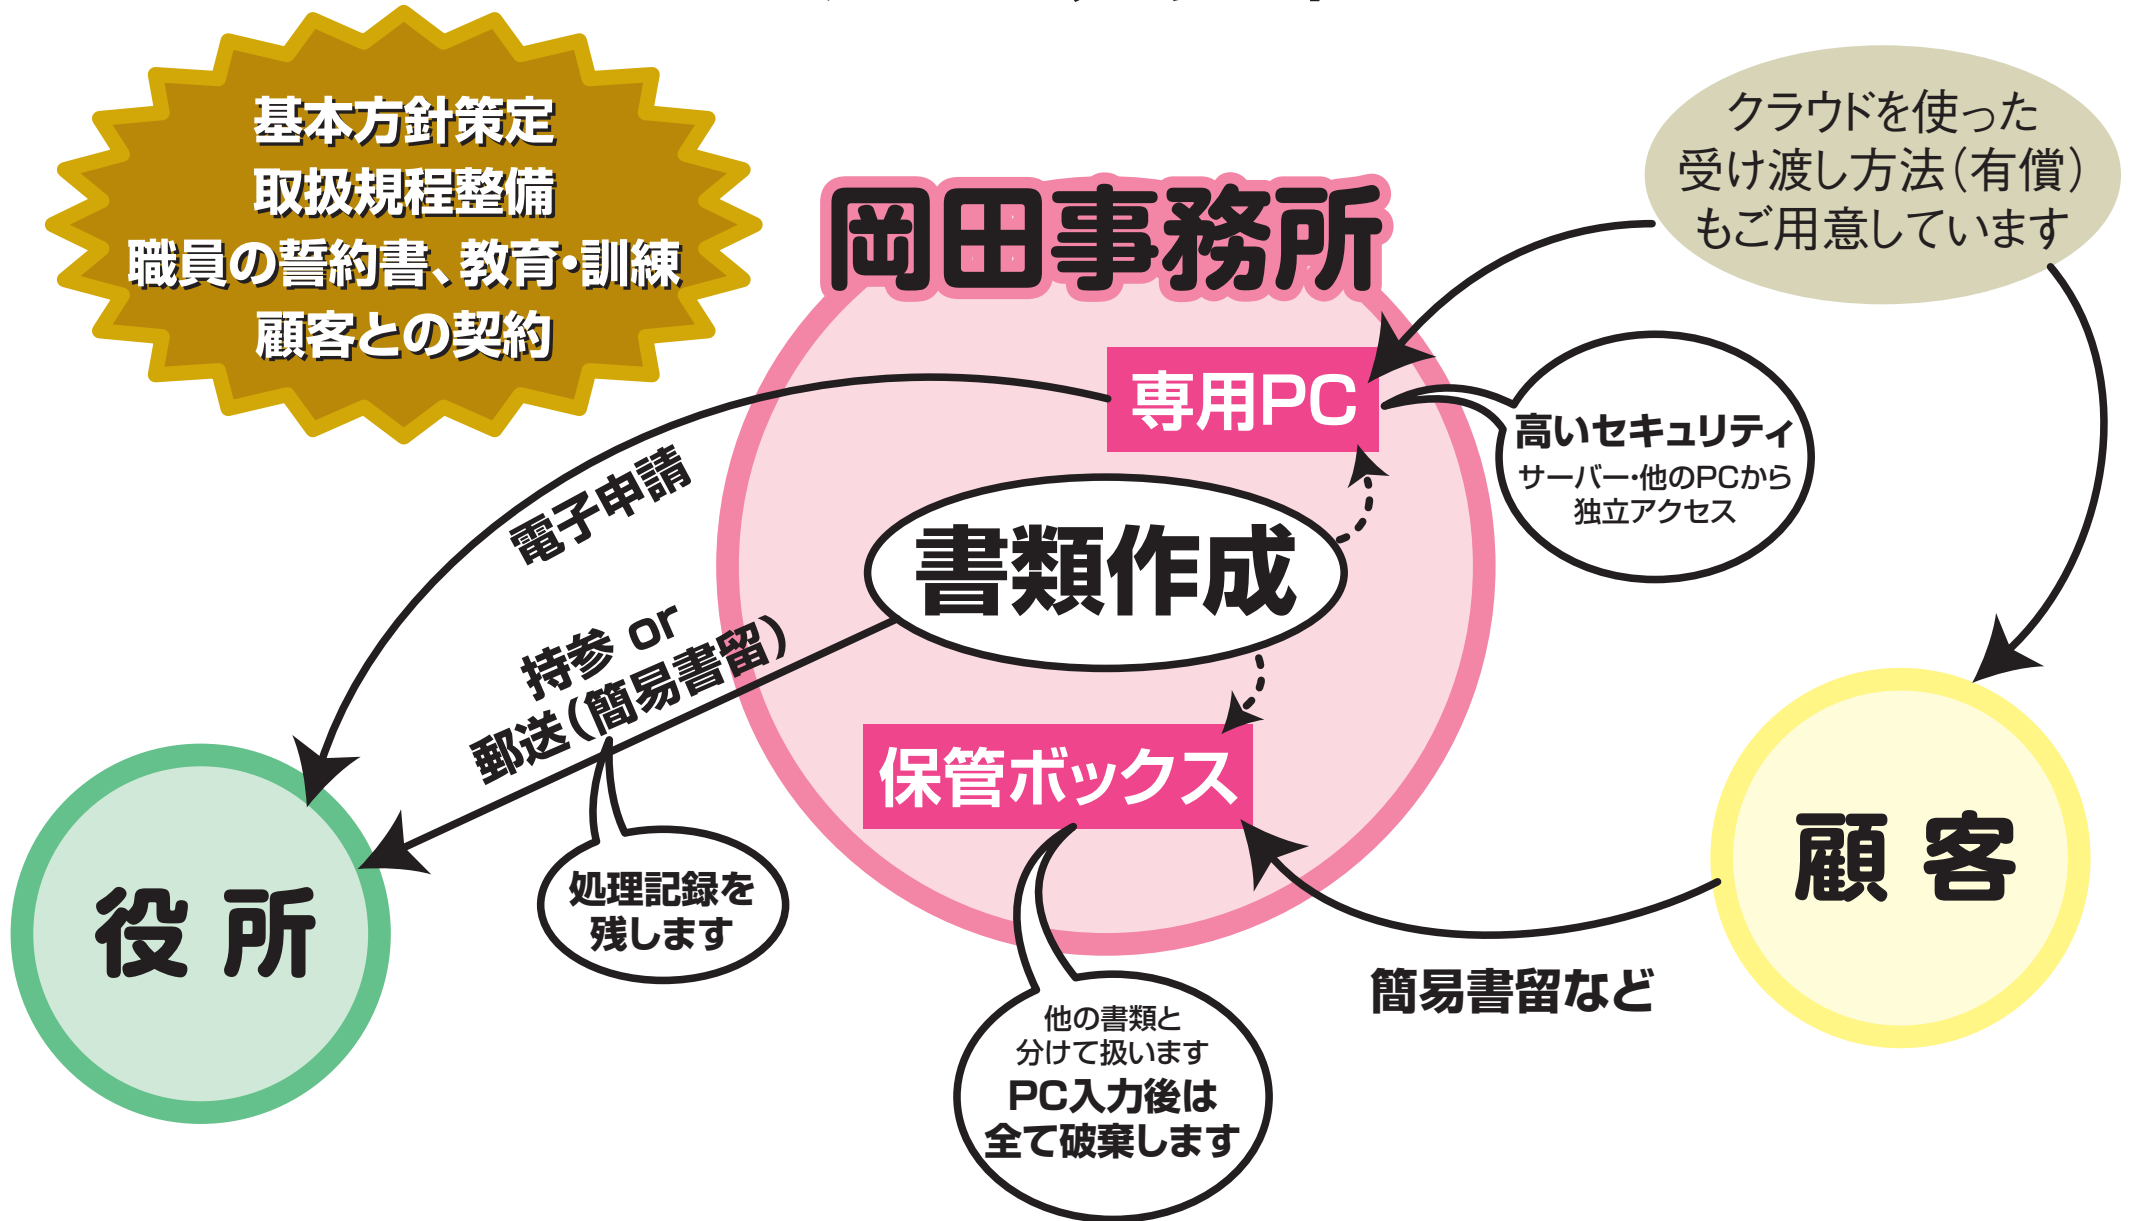 基本方針策定
取扱規程整備
職員の誓約書、教育・訓練
顧客との契約
クラウドを使った
受け渡し方法（有償）
もご用意しています
岡田事務所
専用PC
高いセキュリティ
サーバー・他のPCから
独立アクセス
電子申請
書類作成
持参 or
郵送（簡易書留）
保管ボックス
処理記録を
残します
役所
顧客
簡易書留など
他の書類と
分けて扱います
PC入力後は
全て破棄します